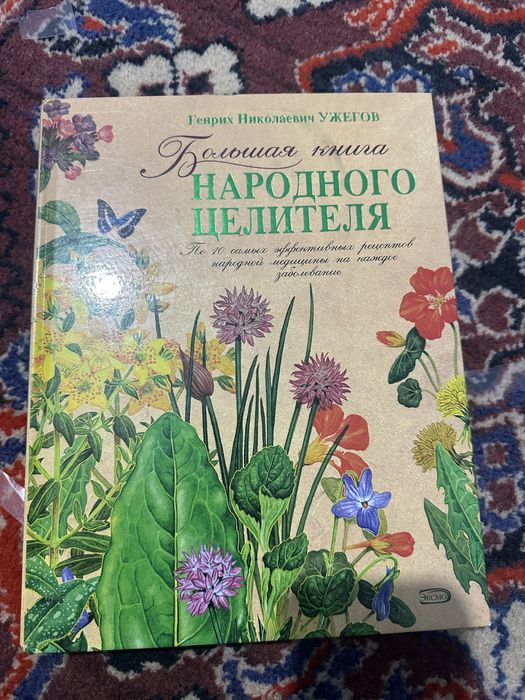 Генрих Николаевич УЖЕГОВ
Большая книга
НАРОДНОГО
ЦЕЛИТЕЛЯ
По 10 самых эффективных рецептов
народной медицины на каждое
заболевание
ЭКСМО